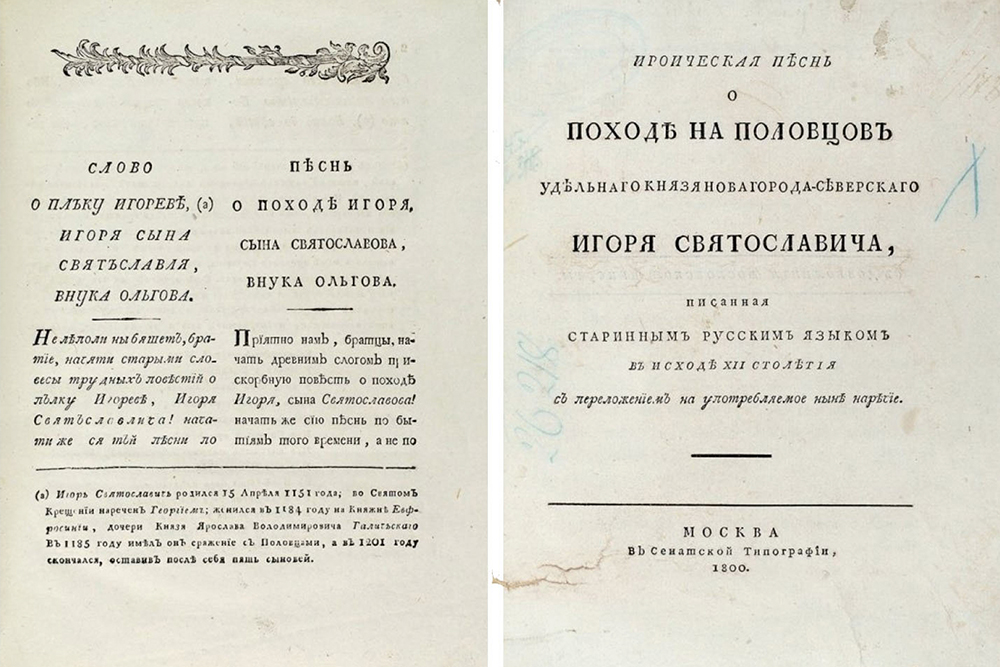 СЛОВО
О ПЛЪКУ ИГОРЕВѢ, (а)
ИГОРЯ СЫНА
СВЯТЪСЛАВЛЯ,
ВНУКА ОЛЬГОВА.
Не лѣполи ны бяшетъ, бра-
тіе, начяти старыми сло-
весы трудныхъ повѣстій о
пълку Игоревѣ, Игоря
Святъславлича! нача-
ти же ся тъй пѣсни по
ПѢСНЬ
О ПОХОДѢ ИГОРЯ,
СЫНА СВЯТОСЛАВОВА,
ВНУКА ОЛЬГОВА.
Пріятно намъ, братцы, на-
чать древнимъ слогомъ при-
скорбную повѣсть о походѣ
Игоря, сына Святославова!
начать же сію пѣснь по бы-
тіямъ того времени, а не по
(а) Игорь Святославичь родился 15 Апрѣля 1151 года; во Святомъ
Крещеніи нареченъ Георгіемъ; женился въ 1184 году на Княжнѣ Евф-
росиніи, дочери Князя Ярослава Володимировича Галичьскаго
Въ 1185 году имѣлъ онъ сраженіе съ Половцами, а въ 1201 году
скончался, оставивъ послѣ себя пять сыновей.
ИРОИЧЕСКАЯ ПѢСНЬ
О
ПОХОДѢ НА ПОЛОВЦОВЪ
УДѢЛЬНАГО КНЯЗЯ НОВАГОРОДА-СѢВЕРСКАГО
ИГОРЯ СВЯТОСЛАВИЧА,
писанная
СТАРИННЫМЪ РУССКИМЪ ЯЗЫКОМЪ
ВЪ ИСХОДѢ XII СТОЛѢТІЯ
съ переложеніемъ на употребляемое нынѣ нарѣчіе.
МОСКВА
Въ Сенатской Типографіи,
1800.